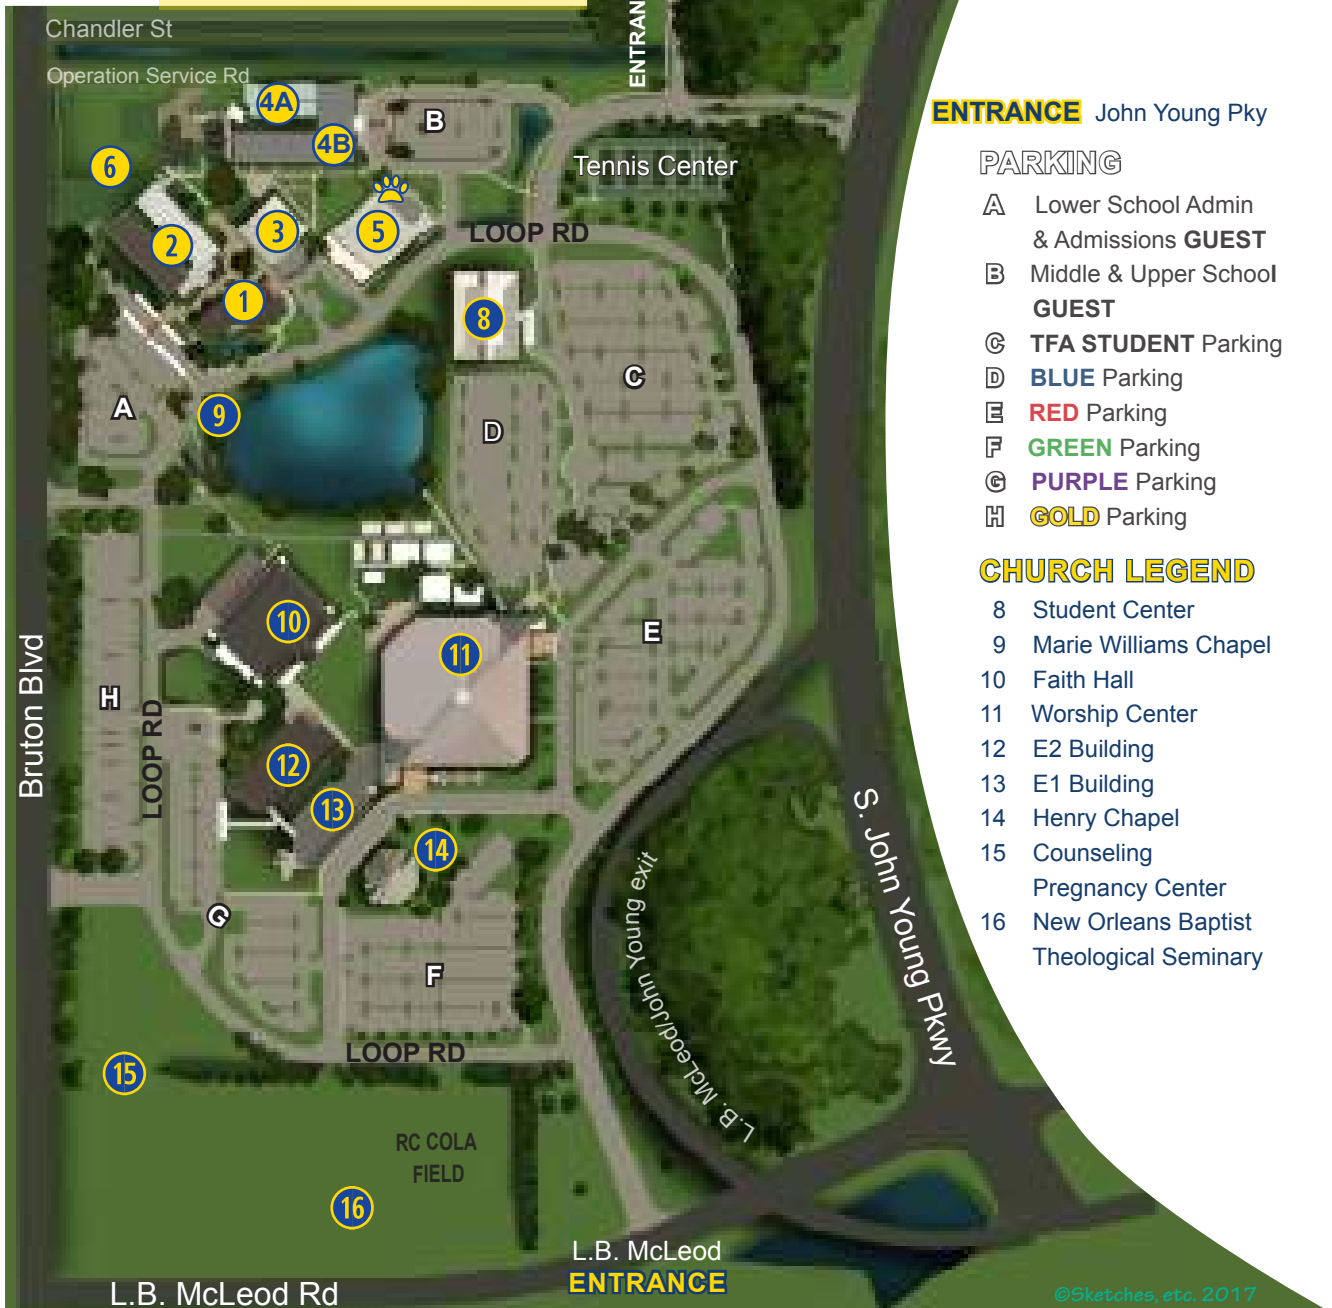 Chandler St
Operation Service Rd
ENTRAN
4A
4B
B
6
Tennis Center
2
3
5
LOOP RD
1
8
A
9
C
D
10
11
E
H
Bruton Blvd
LOOP RD
12
13
14
G
F
S. John Young Pkwy
L.B. McLeod/John Young exit
LOOP RD
15
RC COLA
FIELD
16
L.B. McLeod
ENTRANCE
L.B. McLeod Rd
ENTRANCE John Young Pky
PARKING
A Lower School Admin
& Admissions GUEST
B Middle & Upper School
GUEST
C TFA STUDENT Parking
D BLUE Parking
E RED Parking
F GREEN Parking
G PURPLE Parking
H GOLD Parking
CHURCH LEGEND
8 Student Center
9 Marie Williams Chapel
10 Faith Hall
11 Worship Center
12 E2 Building
13 E1 Building
14 Henry Chapel
15 Counseling
Pregnancy Center
16 New Orleans Baptist
Theological Seminary
©Sketches, etc. 2017